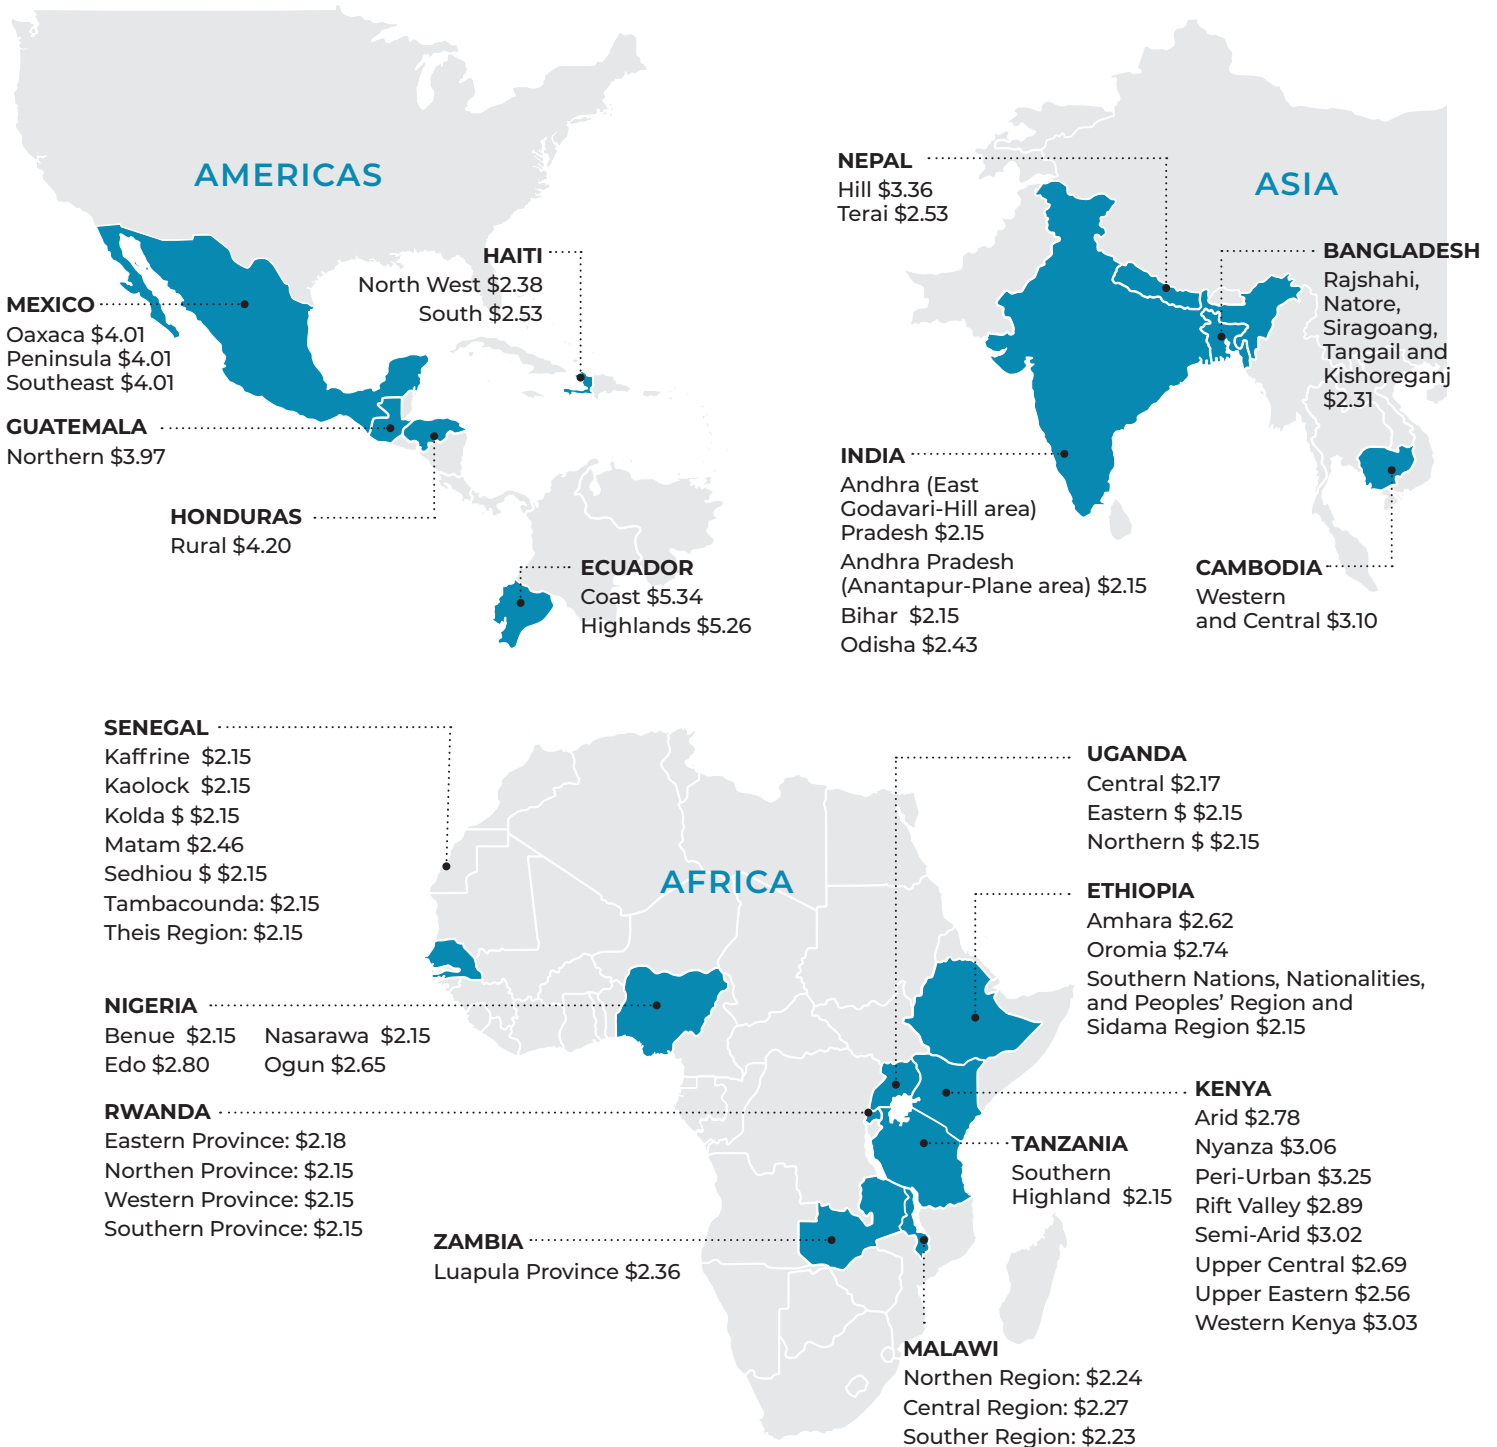 AMERICAS
MEXICO
Oaxaca $4.01
Peninsula $4.01
Southeast $4.01
GUATEMALA
Northern $3.97
HONDURAS
Rural $4.20
HAITI
North West $2.38
South $2.53
ECUADOR
Coast $5.34
Highlands $5.26
ASIA
NEPAL
Hill $3.36
Terai $2.53
BANGLADESH
Rajshahi,
Natore,
Siragoang,
Tangail and
Kishoreganj
$2.31
INDIA
Andhra (East
Godavari-Hill area)
Pradesh $2.15
Andhra Pradesh
(Anantapur-Plane area) $2.15
Bihar $2.15
Odisha $2.43
CAMBODIA
Western
and Central $3.10
AFRICA
SENEGAL
Kaffrine $2.15
Kaolock $2.15
Kolda $ $2.15
Matam $2.46
Sedhiou $ $2.15
Tambacounda: $2.15
Theis Region: $2.15
NIGERIA
Benue $2.15 Nasarawa $2.15
Edo $2.80 Ogun $2.65
RWANDA
Eastern Province: $2.18
Northen Province: $2.15
Western Province: $2.15
Southern Province: $2.15
ZAMBIA
Luapula Province $2.36
UGANDA
Central $2.17
Eastern $ $2.15
Northern $ $2.15
ETHIOPIA
Amhara $2.62
Oromia $2.74
Southern Nations, Nationalities,
and Peoples’ Region and
Sidama Region $2.15
KENYA
Arid $2.78
Nyanza $3.06
Peri-Urban $3.25
Rift Valley $2.89
Semi-Arid $3.02
Upper Central $2.69
Upper Eastern $2.56
Western Kenya $3.03
TANZANIA
Southern
Highland $2.15
MALAWI
Northen Region: $2.24
Central Region: $2.27
Souther Region: $2.23